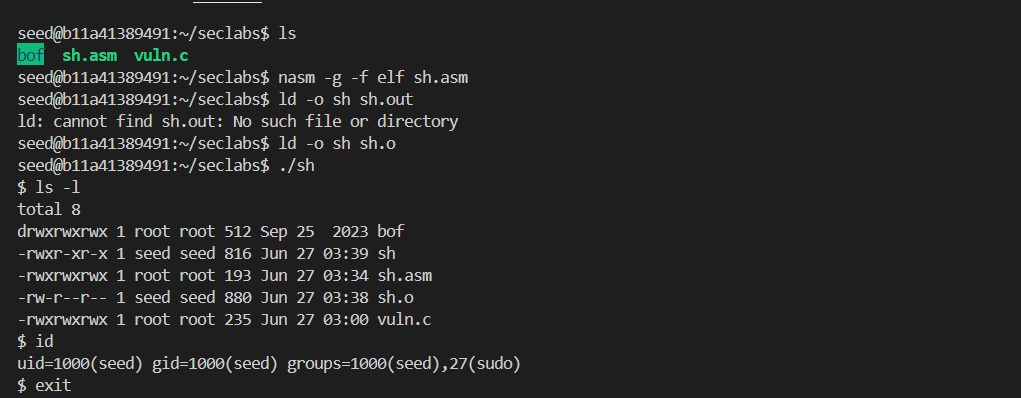 seed@b11a41389491:~/seclabs$ ls
bof  sh.asm  vuln.c
seed@b11a41389491:~/seclabs$ nasm -g -f elf sh.asm
seed@b11a41389491:~/seclabs$ ld -o sh sh.out
ld: cannot find sh.out: No such file or directory
seed@b11a41389491:~/seclabs$ ld -o sh sh.o
seed@b11a41389491:~/seclabs$ ./sh
$ ls -l
total 8
drwxrwxrwx 1 root root 512 Sep 25  2023 bof
-rwxr-xr-x 1 seed seed 816 Jun 27 03:39 sh
-rwxrwxrwx 1 root root 193 Jun 27 03:34 sh.asm
-rw-r--r-- 1 seed seed 880 Jun 27 03:38 sh.o
-rwxrwxrwx 1 root root 235 Jun 27 03:00 vuln.c
$ id
uid=1000(seed) gid=1000(seed) groups=1000(seed),27(sudo)
$ exit